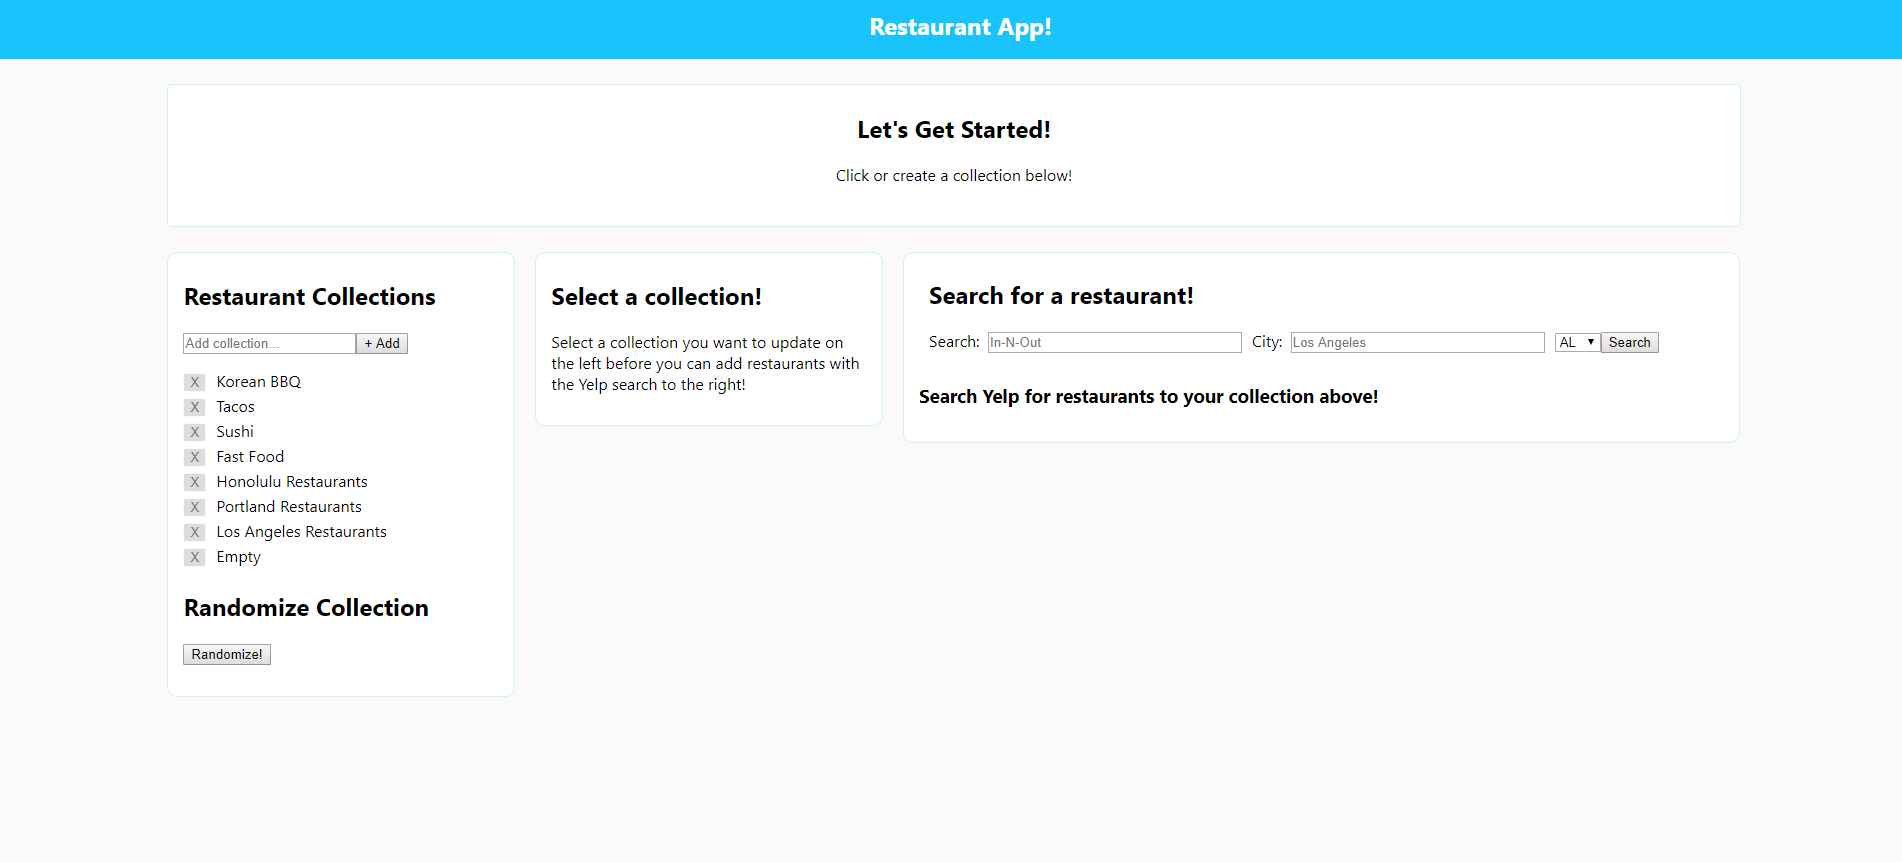 Restaurant App!
Let's Get Started!
Click or create a collection below!
Restaurant Collections
Add collection...
+ Add
X Korean BBQ
X Tacos
X Sushi
X Fast Food
X Honolulu Restaurants
X Portland Restaurants
X Los Angeles Restaurants
X Empty
Randomize Collection
Randomize!
Select a collection!
Select a collection you want to update on
the left before you can add restaurants with
the Yelp search to the right!
Search for a restaurant!
Search: In-N-Out City: Los Angeles AL Search
Search Yelp for restaurants to your collection above!